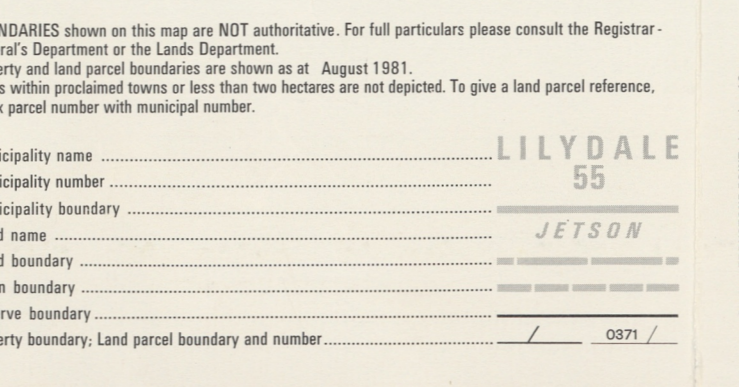 NDARIES shown on this map are NOT authoritative. For full particulars please consult the Registrar-
ral's Department or the Lands Department.
erty and land parcel boundaries are shown as at August 1981.
s within proclaimed towns or less than two hectares are not depicted. To give a land parcel reference,
x parcel number with municipal number.
icipality name ........ LILYDALE
icipality number ........ 55
icipality boundary ........
d name ........ JETSON
d boundary ........
n boundary ........
rve boundary ........
erty boundary; Land parcel boundary and number ........ 0371